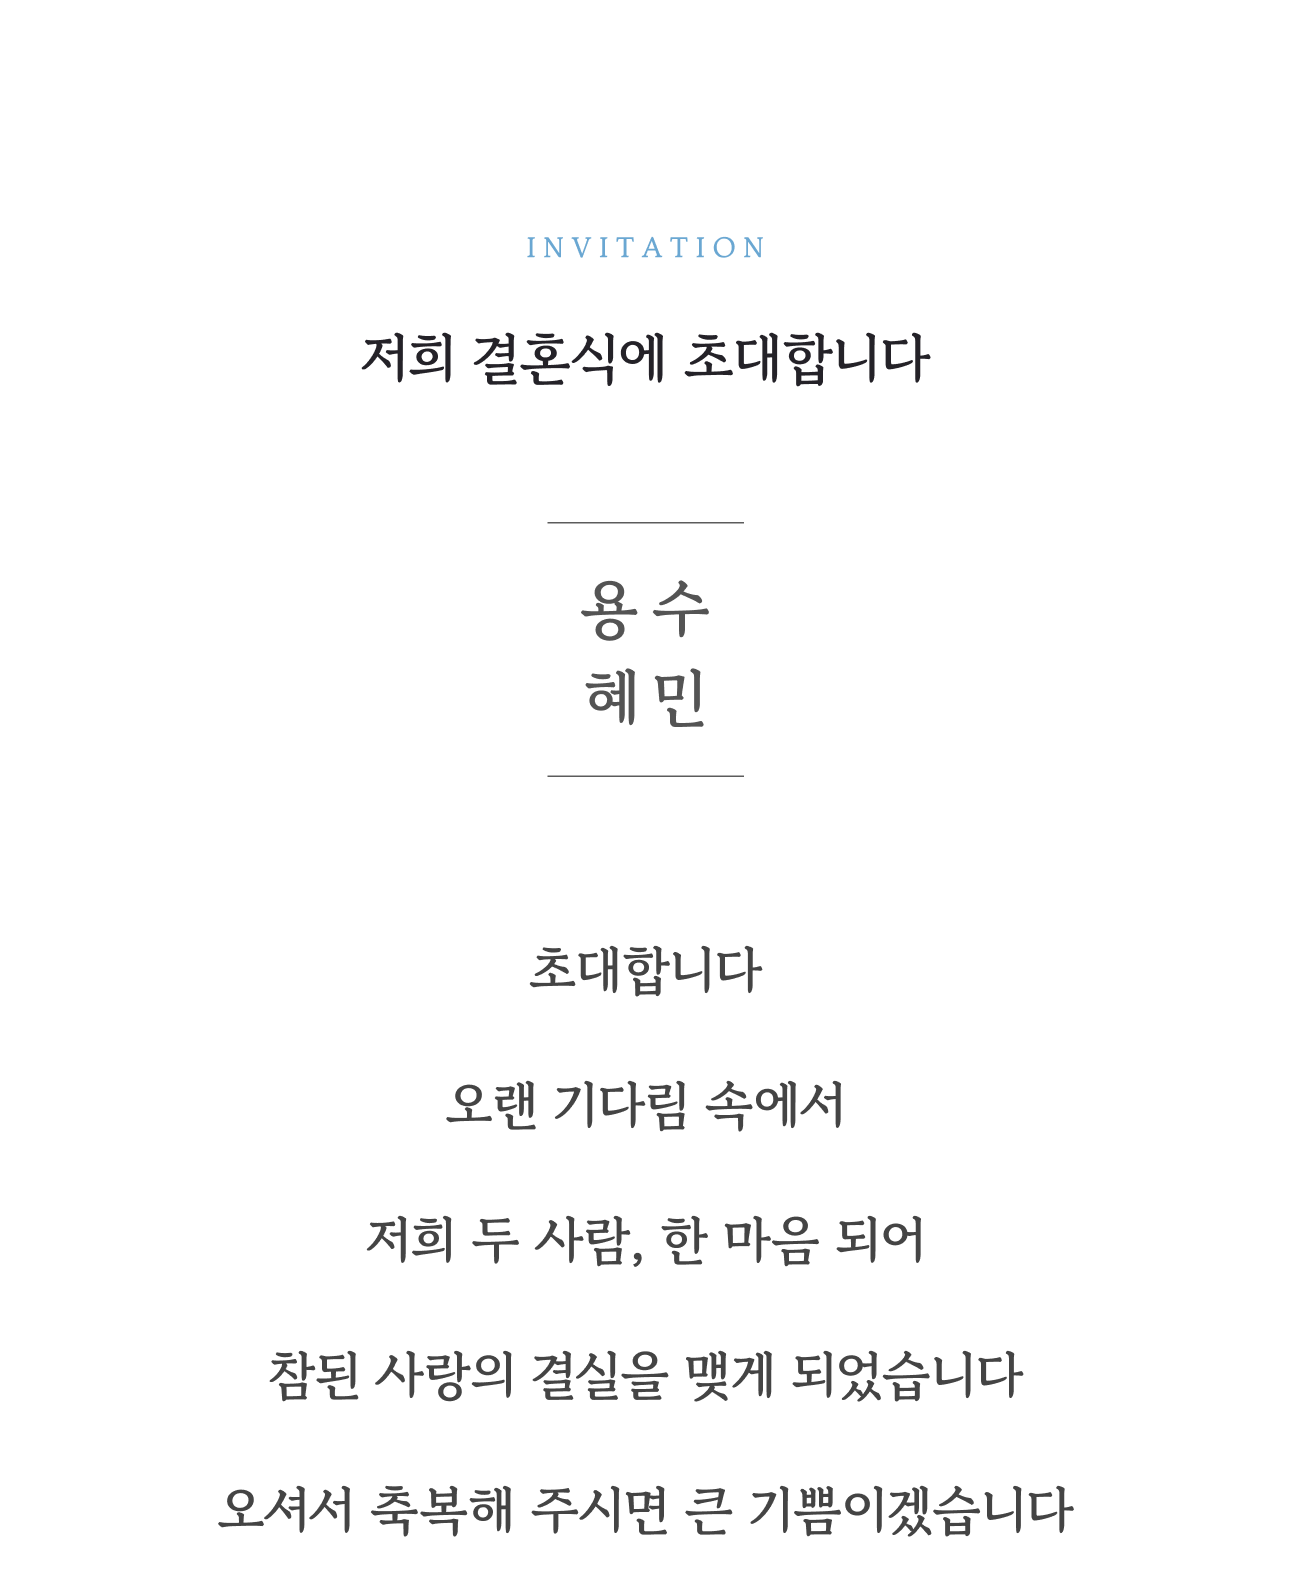 INVITATION
저희 결혼식에 초대합니다
용수
혜민
초대합니다
오랜 기다림 속에서
저희 두 사람, 한 마음 되어
참된 사랑의 결실을 맺게 되었습니다
오셔서 축복해 주시면 큰 기쁨이겠습니다